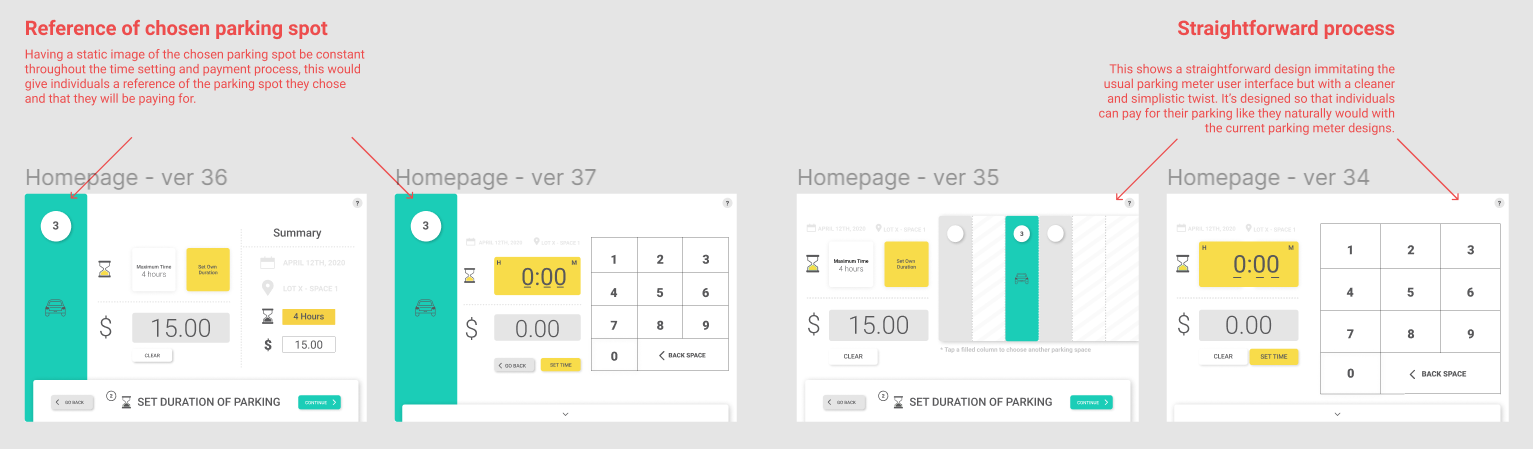 Reference of chosen parking spot
Having a static image of the chosen parking spot be constant
throughout the time setting and payment process, this would
give individuals a reference of the parking spot they chose
and that they will be paying for.
Straightforward process
This shows a straightforward design immitating the
usual parking meter user interface but with a cleaner
and simplistic twist. It's designed so that individuals
can pay for their parking like they naturally would with
the current parking meter designs.
Homepage - ver 36
3
?
Maximum Time
4 hours
Set Own
Duration
$
15.00
CLEAR
Summary
APRIL 12TH, 2020
LOT X - SPACE 1
4 Hours
$
15.00
GO BACK
2
SET DURATION OF PARKING
CONTINUE
Homepage - ver 37
3
?
APRIL 12TH, 2020
LOT X - SPACE 1
H
M
0:00
$
0.00
GO BACK
SET TIME
1 2 3
4 5 6
7 8 9
0 BACK SPACE
Homepage - ver 35
?
APRIL 12TH, 2020
LOT X - SPACE 1
Maximum Time
4 hours
Set Own
Duration
$
15.00
CLEAR
3
* Tap a filled column to choose another parking space
GO BACK
2
SET DURATION OF PARKING
CONTINUE
Homepage - ver 34
?
APRIL 12TH, 2020
LOT X - SPACE 1
H
M
0:00
$
0.00
CLEAR
SET TIME
1 2 3
4 5 6
7 8 9
0 BACK SPACE